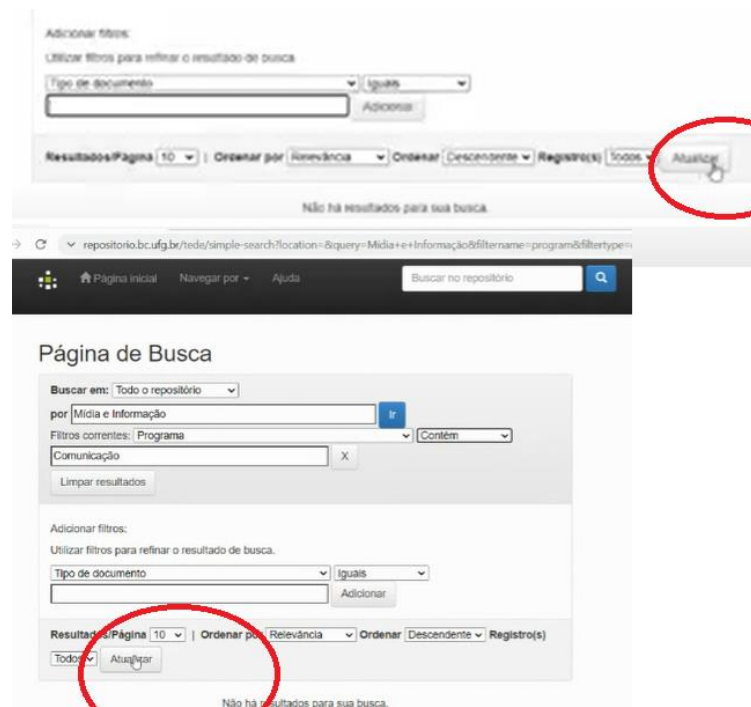 Adicionar filtros:
Utilizar filtros para refinar o resultado de busca
Tipo de documento Iguais
Adicionar
Resultados/Página 10 | Ordenar por Relevância Ordenar Descendente Registro(s) Todos Atualizar
Não há resultados para sua busca.
repositorio.bc.ufg.br/tede/simple-search?location=&query=Mídia+e+Informação&filtername=program&filtertype=
Página inicial Navegar por Ajuda Buscar no repositório
Página de Busca
Buscar em: Todo o repositório
por Mídia e Informação Ir
Filtros correntes: Programa Contém
Comunicação X
Limpar resultados
Adicionar filtros:
Utilizar filtros para refinar o resultado de busca.
Tipo de documento Iguais
Adicionar
Resultados/Página 10 | Ordenar por Relevância Ordenar Descendente Registro(s)
Todos Atualizar
Não há resultados para sua busca.